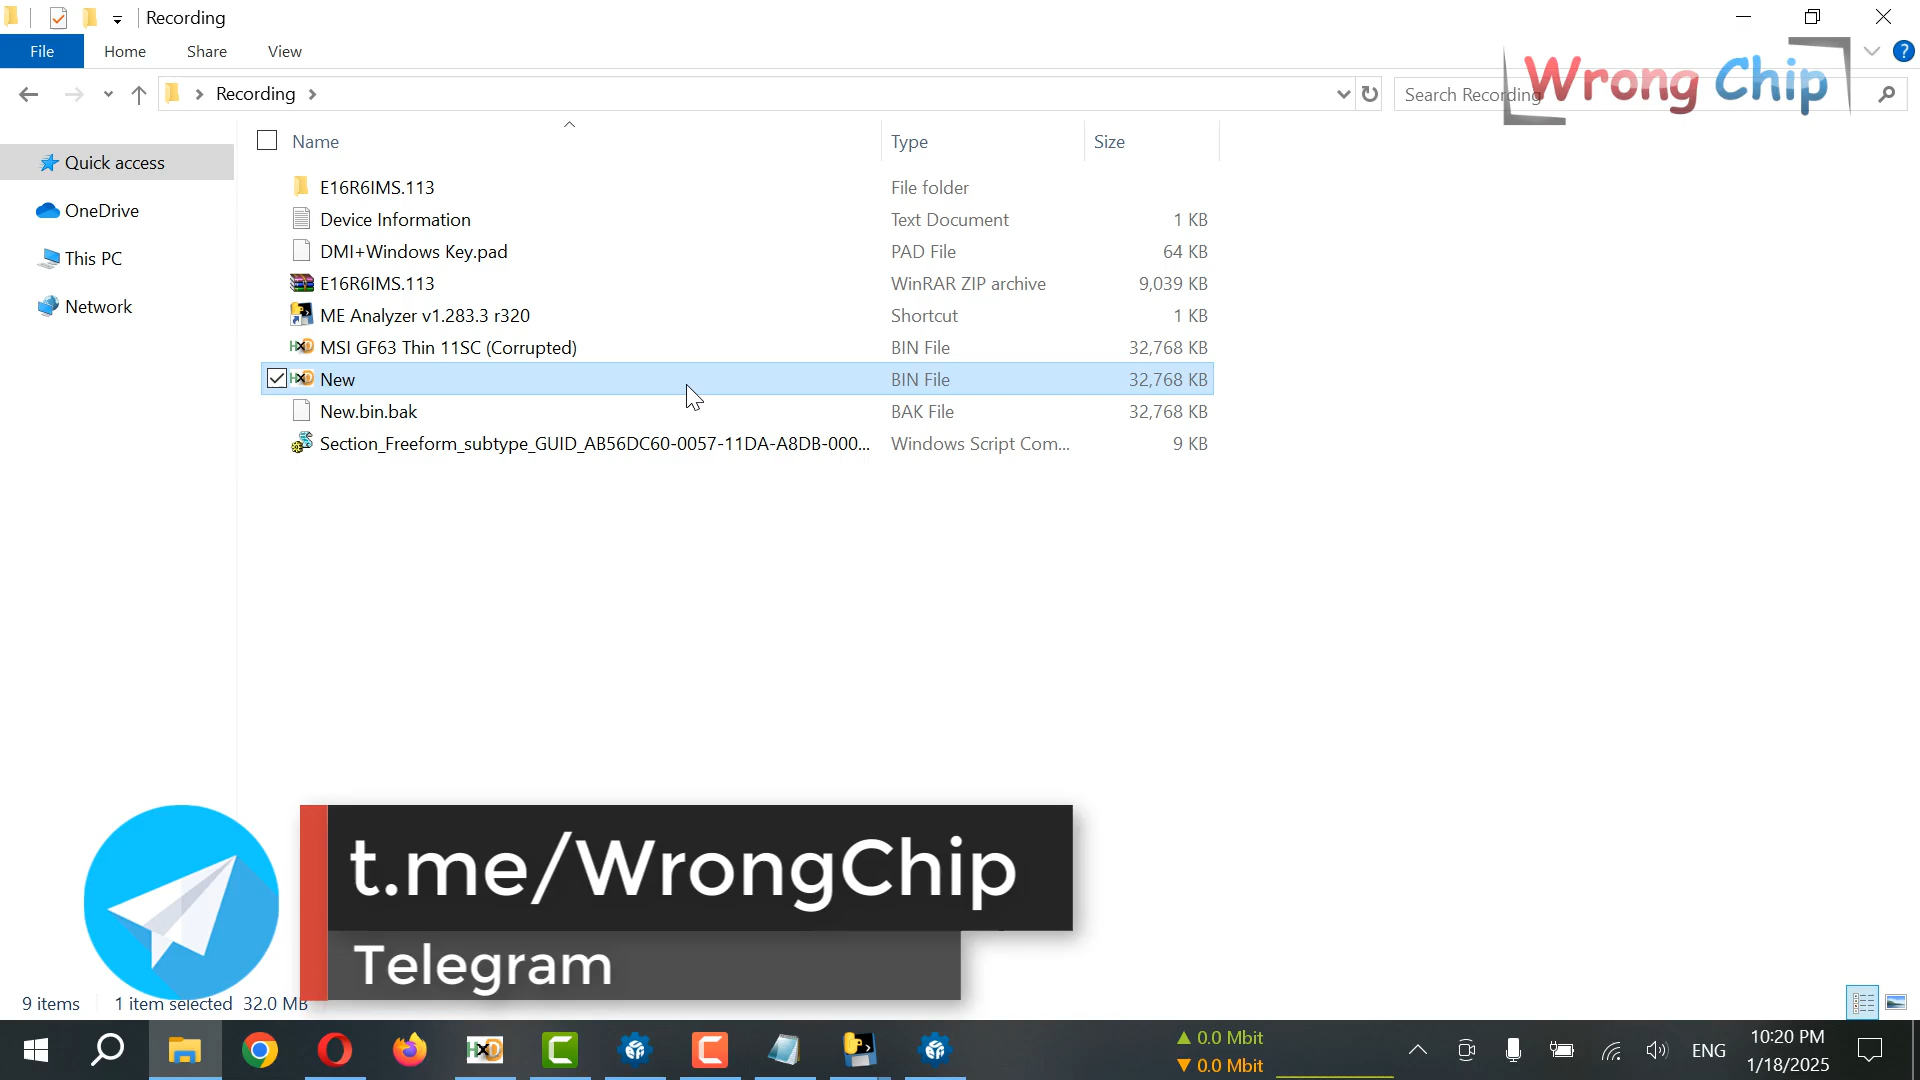 Recording
File
Home
Share
View
Recording
Search Recording
Wrong Chip
Name
Type
Size
Quick access
OneDrive
This PC
Network
E16R6IMS.113
File folder
Device Information
Text Document
1 KB
DMI+Windows Key.pad
PAD File
64 KB
E16R6IMS.113
WinRAR ZIP archive
9,039 KB
ME Analyzer v1.283.3 r320
Shortcut
1 KB
MSI GF63 Thin 11SC (Corrupted)
BIN File
32,768 KB
New
BIN File
32,768 KB
New.bin.bak
BAK File
32,768 KB
Section_Freeform_subtype_GUID_AB56DC60-0057-11DA-A8DB-000...
Windows Script Com...
9 KB
t.me/WrongChip
Telegram
9 items
1 item selected 32.0 MB
0.0 Mbit
0.0 Mbit
ENG
10:20 PM
1/18/2025